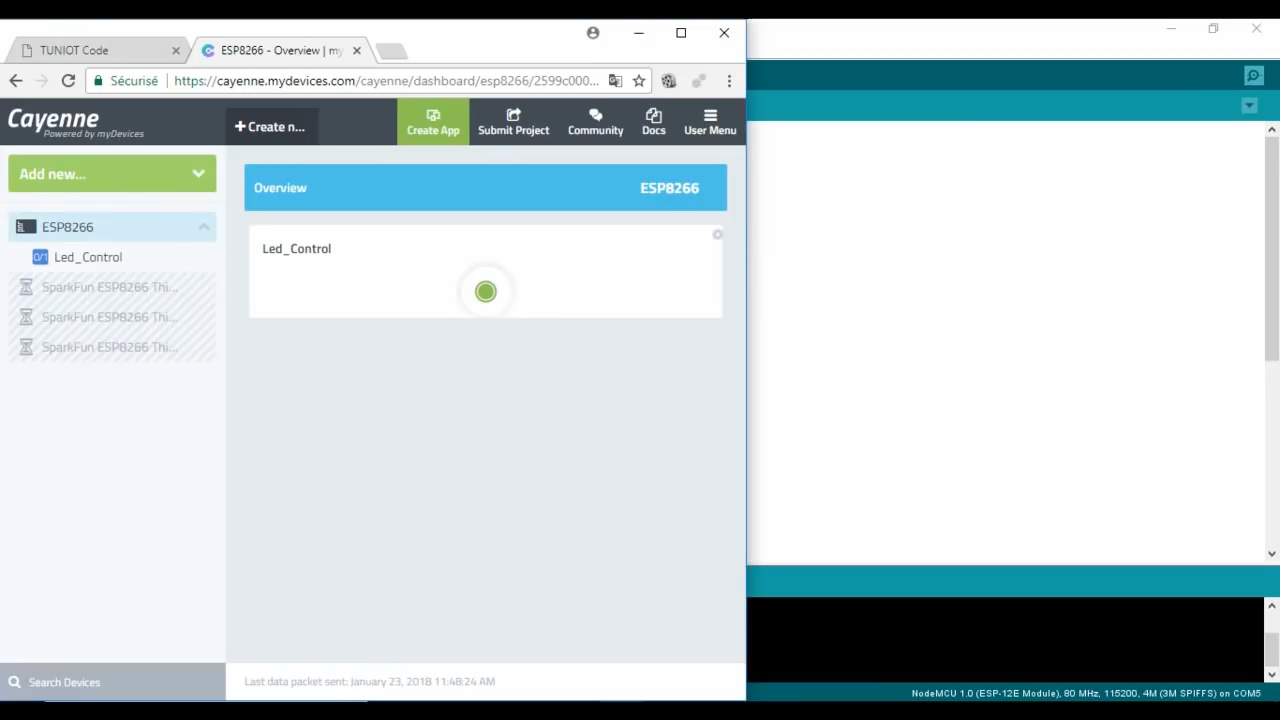 TUNIOT Code
ESP8266 - Overview | my
Sécurisé
https://cayenne.mydevices.com/cayenne/dashboard/esp8266/2599c000...
Cayenne
Powered by myDevices
+ Create n...
Create App
Submit Project
Community
Docs
User Menu
Add new...
Overview
ESP8266
ESP8266
0/1 Led_Control
Led_Control
SparkFun ESP8266 Thi...
SparkFun ESP8266 Thi...
SparkFun ESP8266 Thi...
Search Devices
Last data packet sent: January 23, 2018 11:48:24 AM
NodeMCU 1.0 (ESP-12E Module), 80 MHz, 115200, 4M (3M SPIFFS) on COM5